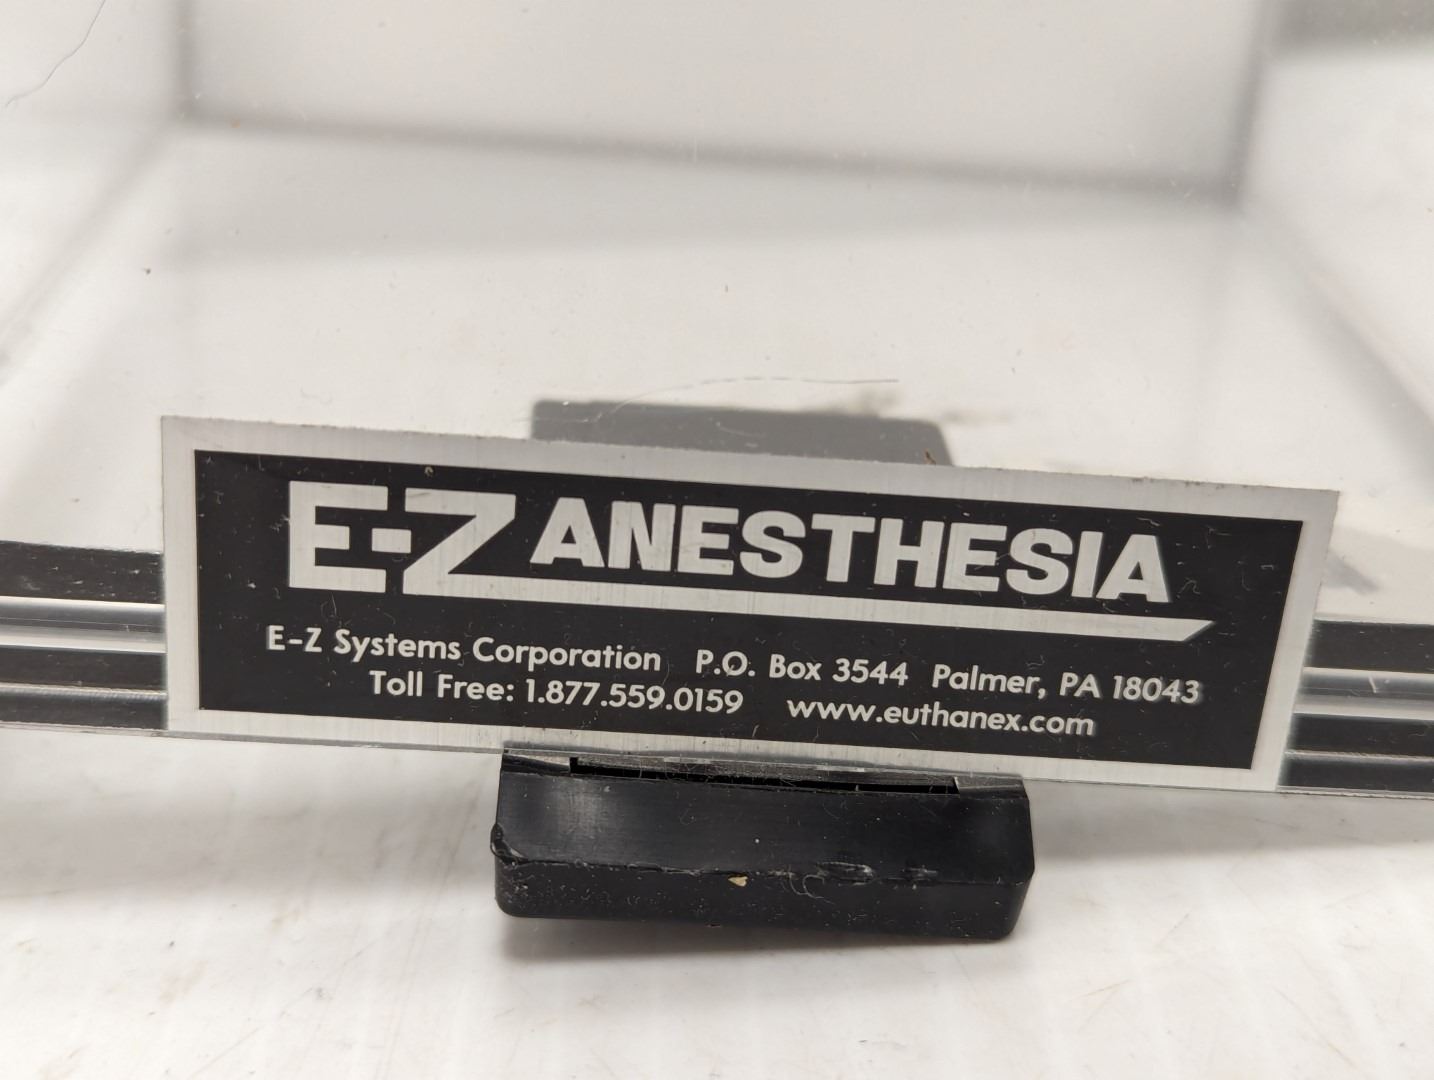 E-Z ANESTHESIA
E-Z Systems Corporation P.O. Box 3544 Palmer, PA 18043
Toll Free: 1.877.559.0159 www.euthanex.com